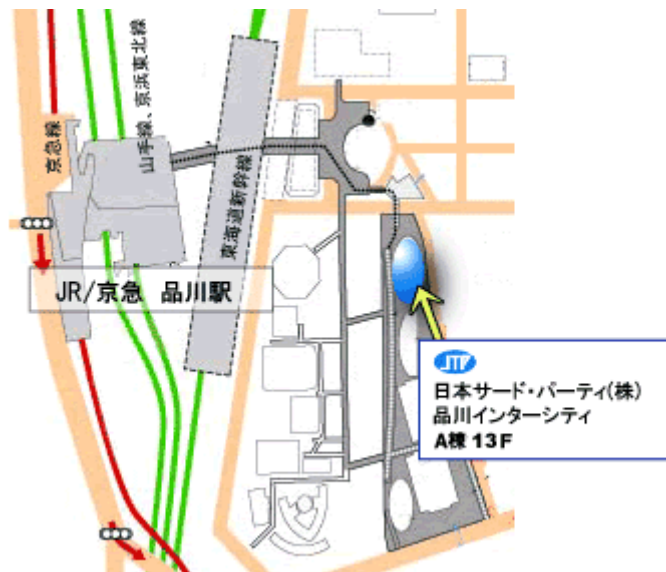 京急線
山手線、京浜東北線
東海道新幹線
JR/京急 品川駅
JTP
日本サード・パーティ(株)
品川インターシティ
A棟 13F